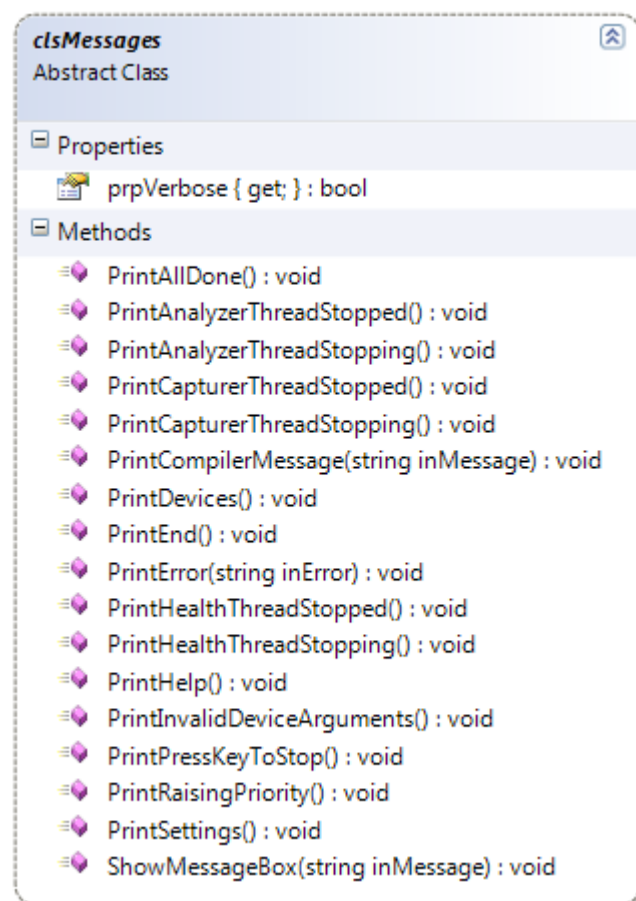 clsMessages
Abstract Class
Properties
prpVerbose { get; } : bool
Methods
PrintAllDone() : void
PrintAnalyzerThreadStopped() : void
PrintAnalyzerThreadStopping() : void
PrintCapturerThreadStopped() : void
PrintCapturerThreadStopping() : void
PrintCompilerMessage(string inMessage) : void
PrintDevices() : void
PrintEnd() : void
PrintError(string inError) : void
PrintHealthThreadStopped() : void
PrintHealthThreadStopping() : void
PrintHelp() : void
PrintInvalidDeviceArguments() : void
PrintPressKeyToStop() : void
PrintRaisingPriority() : void
PrintSettings() : void
ShowMessageBox(string inMessage) : void